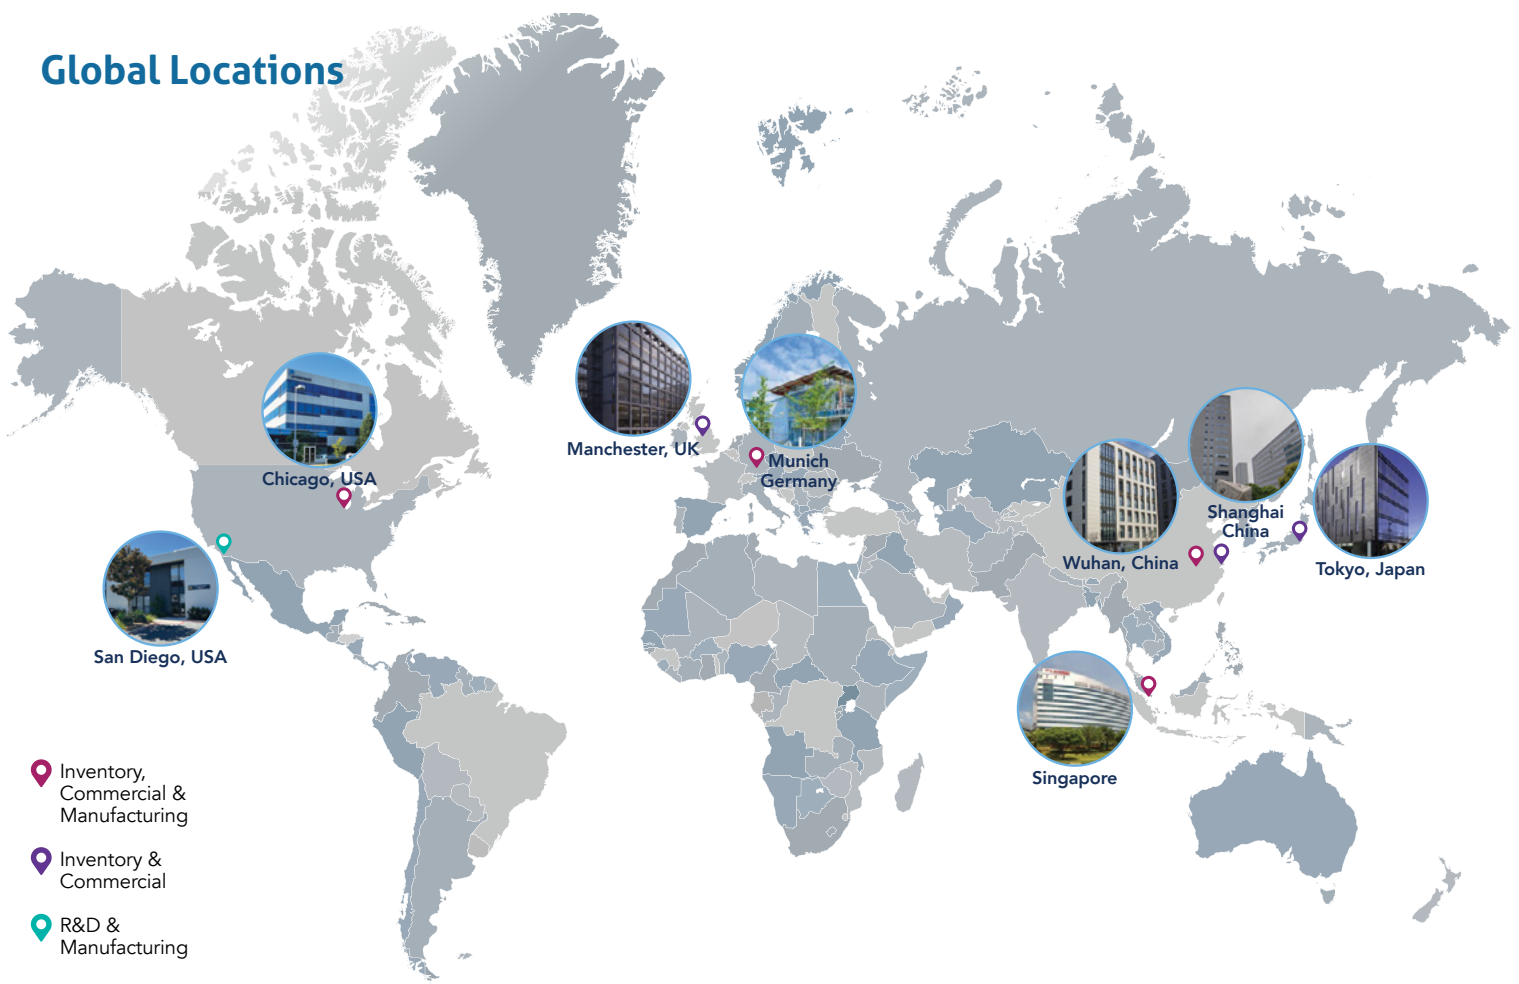 Global Locations
Chicago, USA
San Diego, USA
Manchester, UK
Munich
Germany
Wuhan, China
Shanghai
China
Tokyo, Japan
Singapore
Inventory,
Commercial &
Manufacturing
Inventory &
Commercial
R&D &
Manufacturing